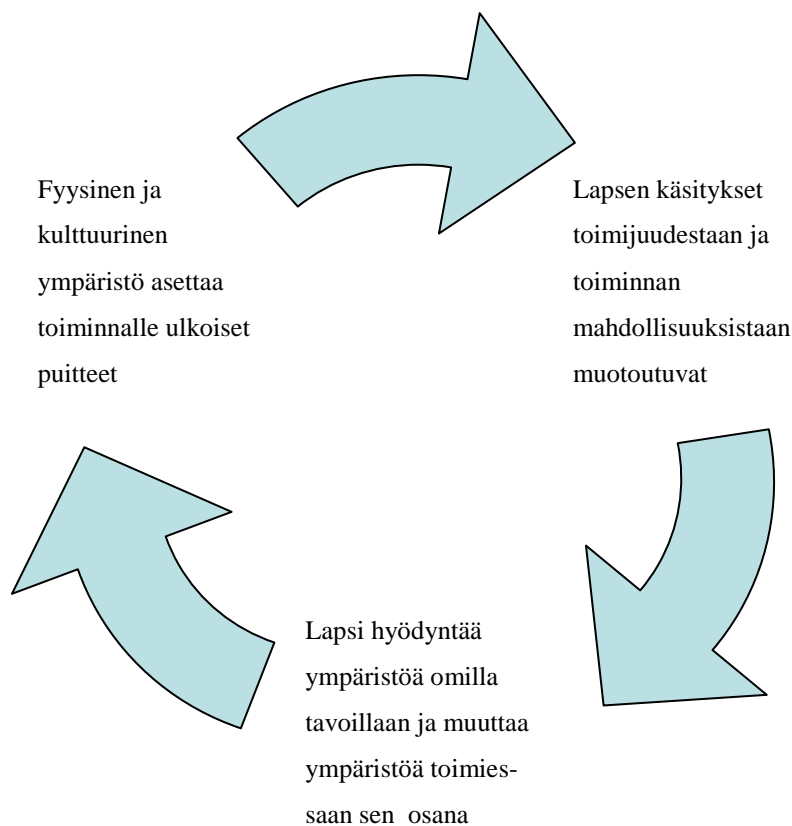 Fyysinen ja
kulttuurinen
ympäristö asettaa
toiminnalle ulkoiset
puitteet
Lapsen käsitykset
toimijuudestaan ja
toiminnan
mahdollisuuksistaan
muotoutuvat
Lapsi hyödyntää
ympäristöä omilla
tavoillaan ja muuttaa
ympäristöä toimies-
saan sen osana